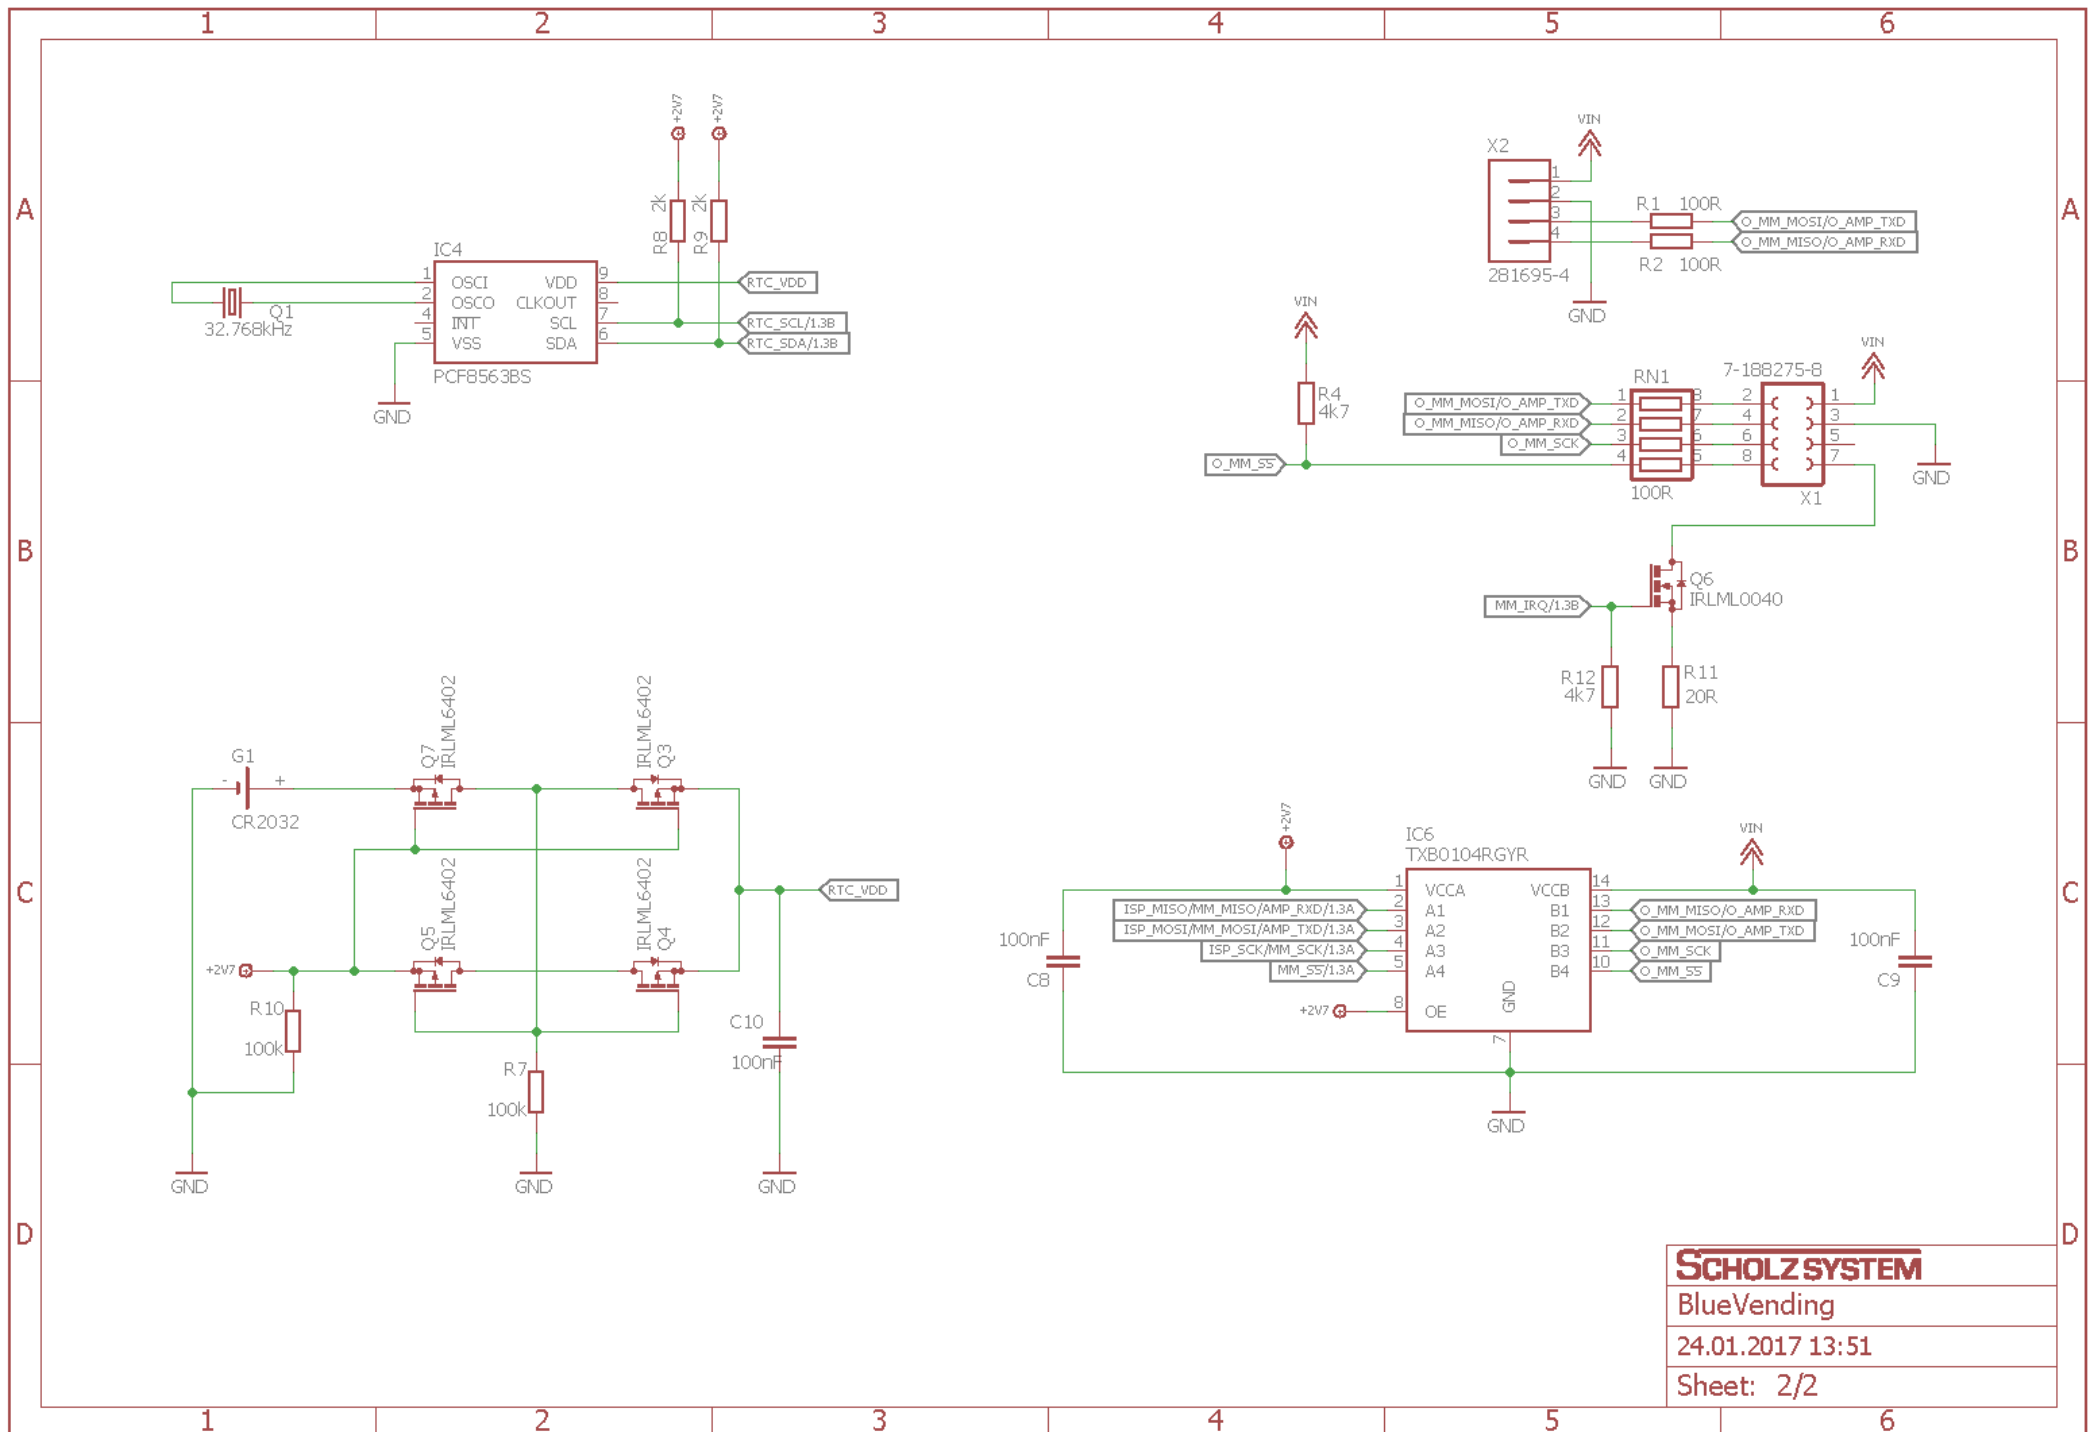 1 2 3 4 5 6
A A
B B
C C
D D
+2V7 +2V7
2K 2K
R8 R9
IC4
1 OSCI VDD 9
2 OSCO CLKOUT 8
4 INT SCL 7
5 VSS SDA 6
PCF8563BS
Q1
32.768kHz
GND
RTC_VDD
RTC_SCL/1.3B
RTC_SDA/1.3B
X2
VIN
1
2
3
4
281695-4
GND
R1 100R
R2 100R
O_MM_MOSI/O_AMP_TXD
O_MM_MISO/O_AMP_RXD
VIN
R4
4k7
O_MM_SS
O_MM_MOSI/O_AMP_TXD
O_MM_MISO/O_AMP_RXD
O_MM_SCK
RN1
1 8
2 7
3 6
4 5
100R
7-188275-8
2 1
4 3
6 5
8 7
X1
VIN
GND
MM_IRQ/1.3B
Q6
IRLML0040
R12
4k7
R11
20R
GND GND
G1
- +
CR2032
Q7
IRLML6402
IRLML6402
Q3
Q5
IRLML6402
IRLML6402
Q4
+2V7
R10
100k
R7
100k
RTC_VDD
C10
100nF
GND GND GND
+2V7
VIN
IC6
TXB0104RGYR
1 VCCA VCCB 14
2 A1 B1 13
3 A2 B2 12
4 A3 B3 11
5 A4 B4 10
8 OE
GND
7
ISP_MISO/MM_MISO/AMP_RXD/1.3A
ISP_MOSI/MM_MOSI/AMP_TXD/1.3A
ISP_SCK/MM_SCK/1.3A
MM_SS/1.3A
+2V7
O_MM_MISO/O_AMP_RXD
O_MM_MOSI/O_AMP_TXD
O_MM_SCK
O_MM_SS
100nF
C8
100nF
C9
GND
SCHOLZ SYSTEM
BlueVending
24.01.2017 13:51
Sheet: 2/2
1 2 3 4 5 6